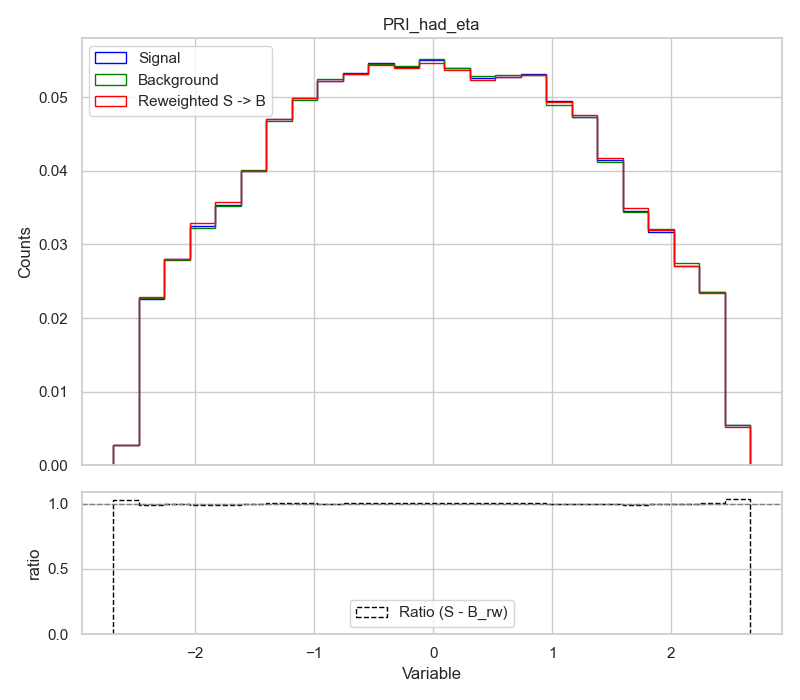 PRI_had_eta
Signal
Background
Reweighted S -> B
0.05
0.04
0.03
0.02
0.01
0.00
Counts
1.0
0.5
0.0
ratio
Ratio (S - B_rw)
−2
−1
0
1
2
Variable